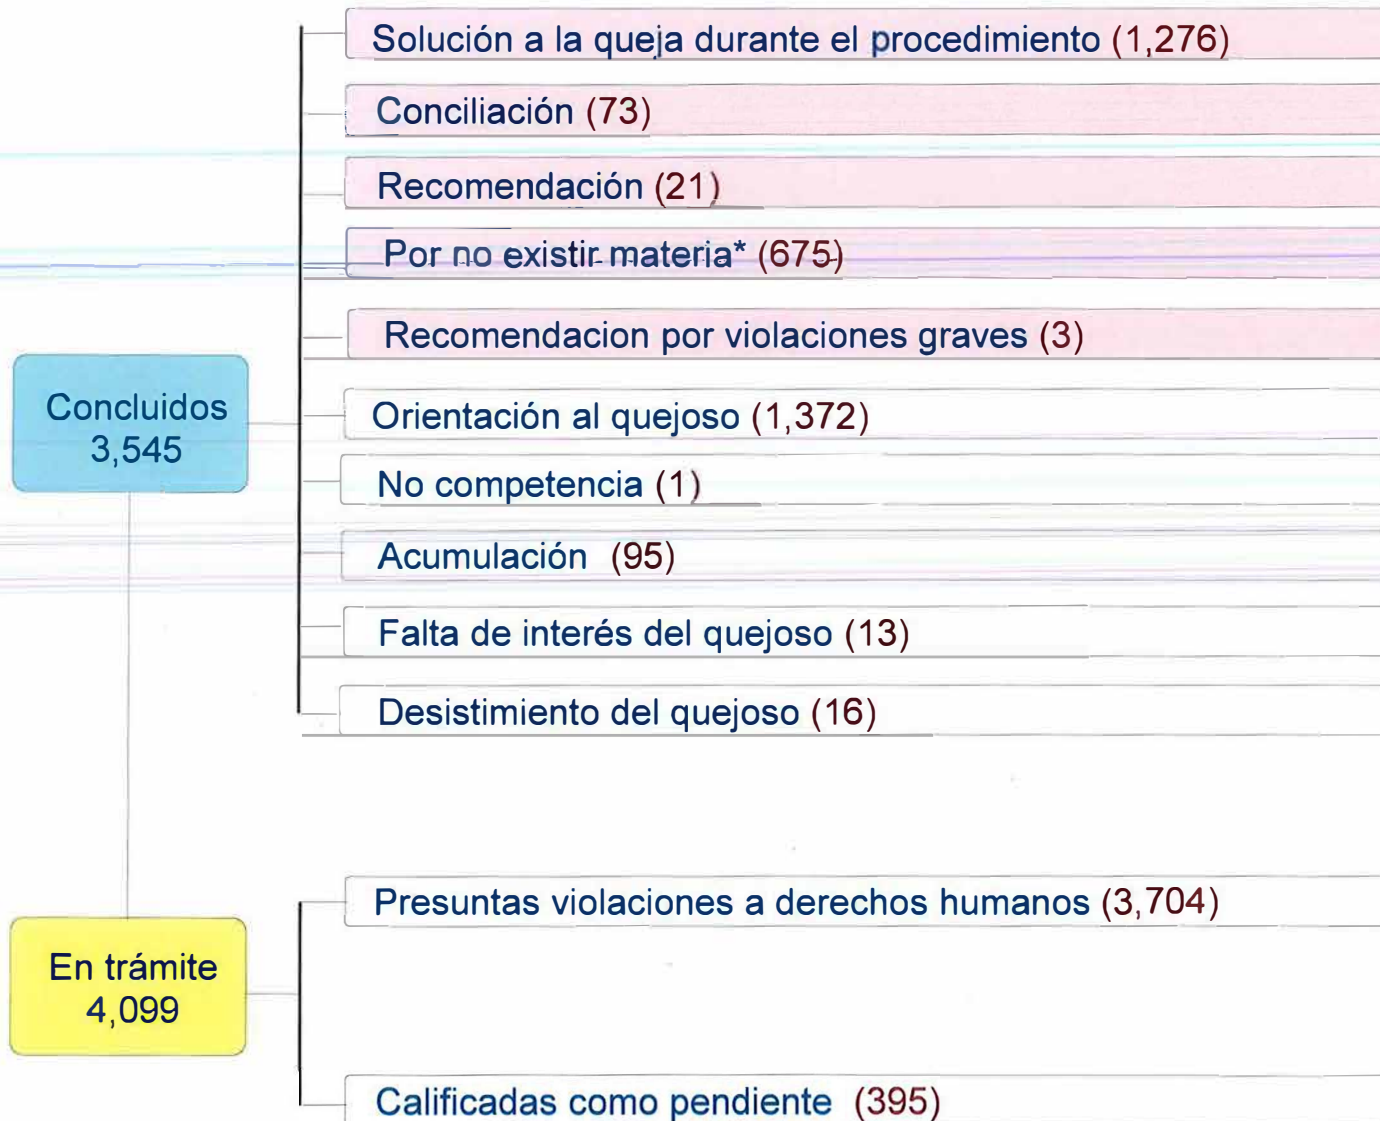 Solución a la queja durante el procedimiento (1,276)
Conciliación (73)
Recomendación (21)
Por no existir materia* (675)
Recomendacion por violaciones graves (3)
Concluidos
3,545
Orientación al quejoso (1,372)
No competencia (1)
Acumulación (95)
Falta de interés del quejoso (13)
Desistimiento del quejoso (16)
Presuntas violaciones a derechos humanos (3,704)
En trámite
4,099
Calificadas como pendiente (395)